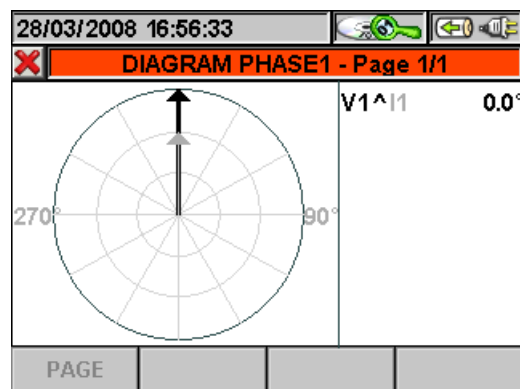 28/03/2008 16:56:33
DIAGRAM PHASE1 - Page 1/1
V1^I1 0.0°
270° 90°
PAGE